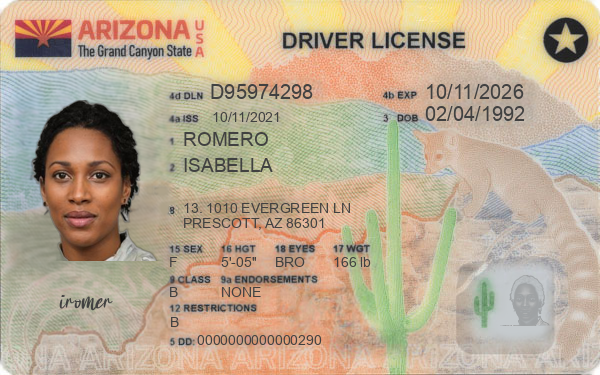 ARIZONA USA
The Grand Canyon State
DRIVER LICENSE
4d DLN D95974298
4b EXP 10/11/2026
4a ISS 10/11/2021
3 DOB 02/04/1992
1 ROMERO
2 ISABELLA
8 13. 1010 EVERGREEN LN
PRESCOTT, AZ 86301
15 SEX 16 HGT 18 EYES 17 WGT
F 5'-05" BRO 166 lb
9 CLASS 9a ENDORSEMENTS
B NONE
12 RESTRICTIONS
B
5 DD: 0000000000000290
iromer
ARIZONA ARIZONA ARIZONA ARIZONA